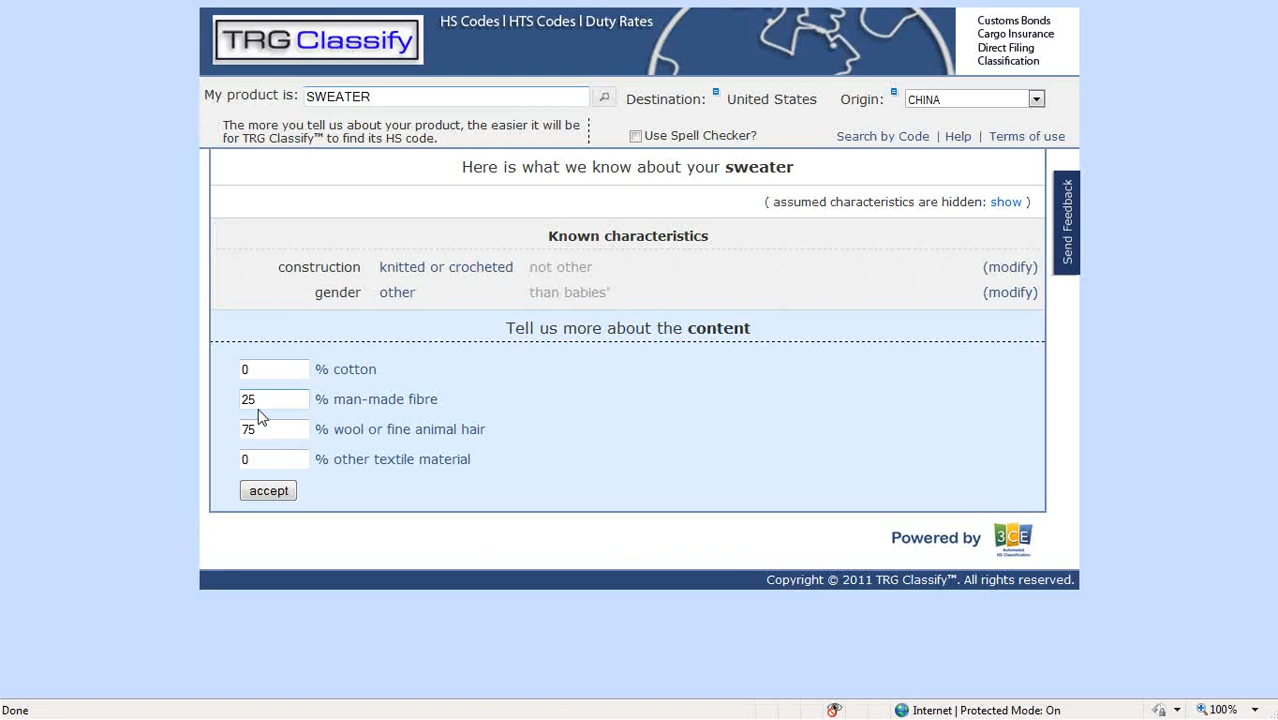 TRG Classify
HS Codes | HTS Codes | Duty Rates
Customs Bonds
Cargo Insurance
Direct Filing
Classification
My product is: SWEATER
Destination: United States
Origin: CHINA
The more you tell us about your product, the easier it will be
for TRG Classify™ to find its HS code.
Use Spell Checker?
Search by Code | Help | Terms of use
Here is what we know about your sweater
( assumed characteristics are hidden: show )
Send Feedback
Known characteristics
construction knitted or crocheted not other (modify)
gender other than babies' (modify)
Tell us more about the content
0 % cotton
25 % man-made fibre
75 % wool or fine animal hair
0 % other textile material
accept
Powered by 3CE
Automated
HS Classification
Copyright © 2011 TRG Classify™. All rights reserved.
Done
Internet | Protected Mode: On
100%